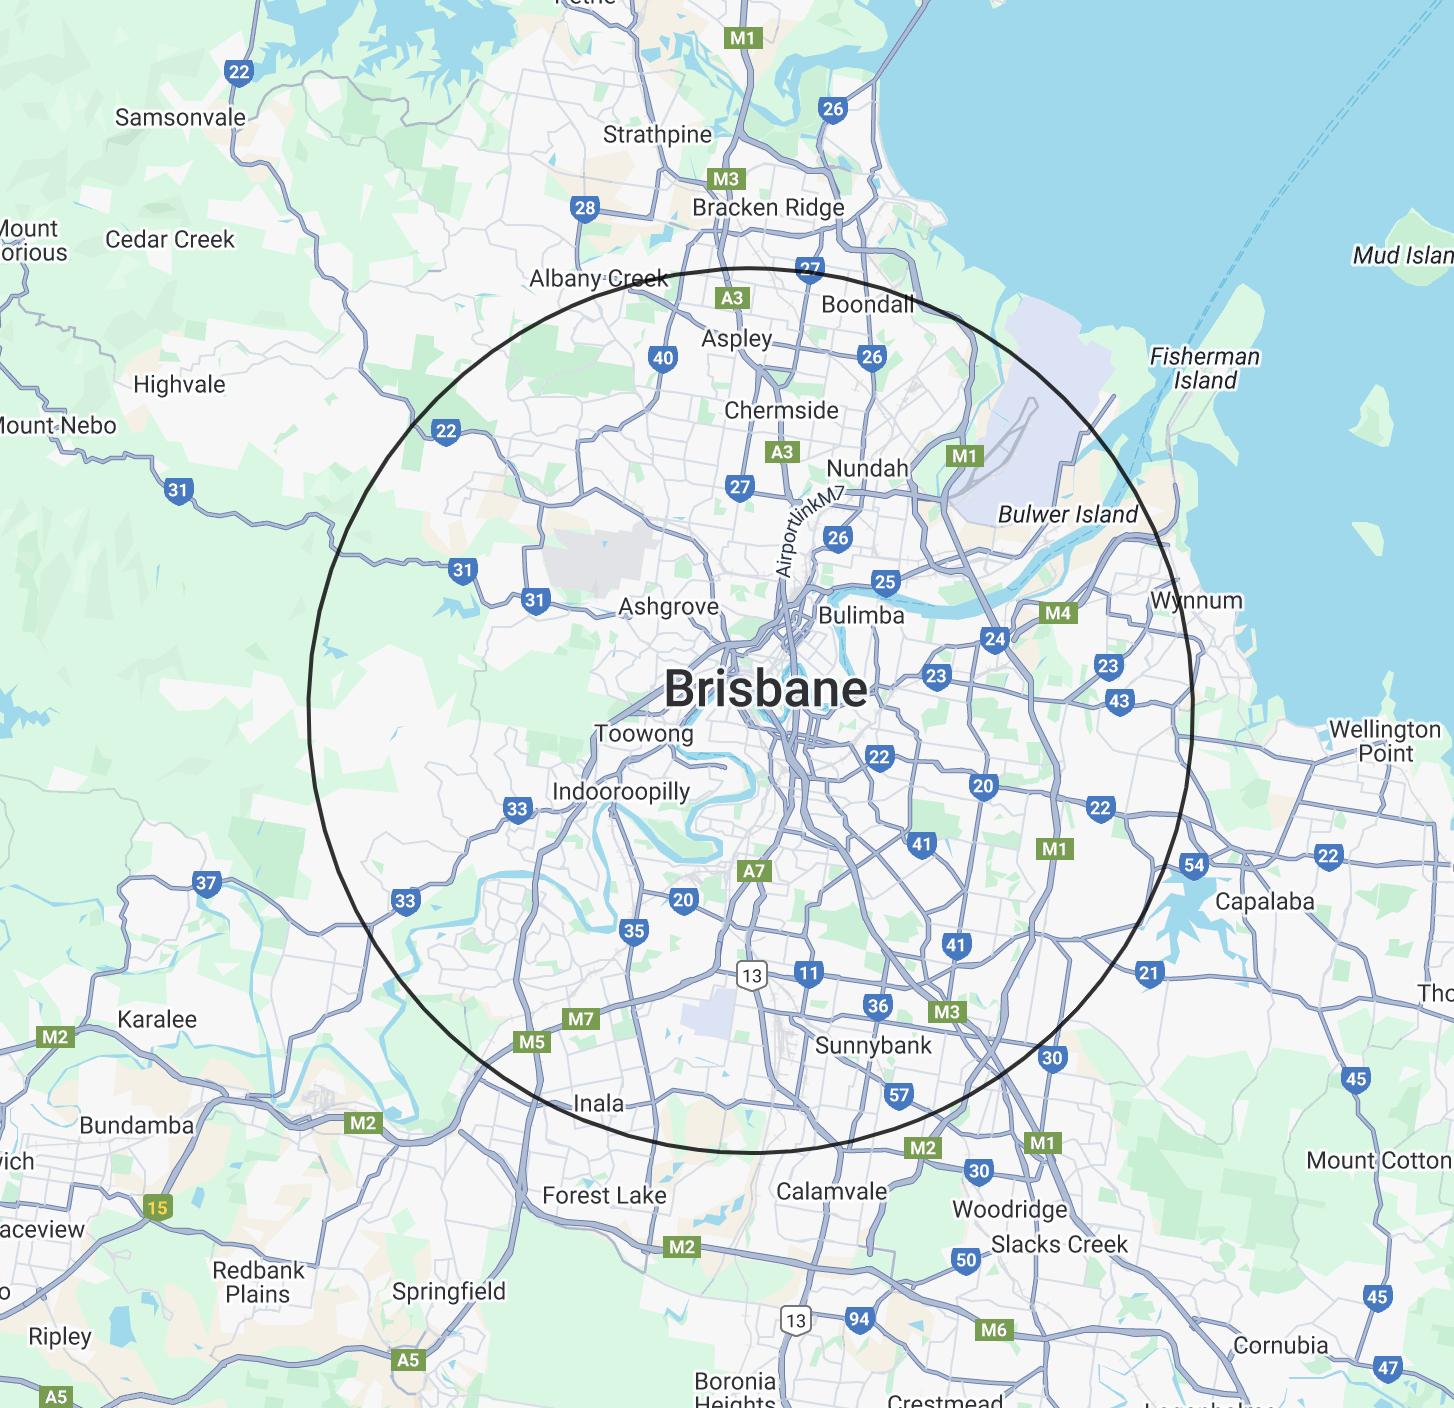 Petrie
M1
22
26
Samsonvale
Strathpine
M3
28
Bracken Ridge
Mount
orious
Cedar Creek
Mud Islan
Albany Creek
27
A3
Boondall
Aspley
40
26
Fisherman
Island
Highvale
Chermside
Mount Nebo
22
A3
M1
Nundah
31
27
AirportlinkM7
Bulwer Island
26
31
25
31
Ashgrove
Bulimba
M4
Wynnum
24
23
23
Brisbane
43
Toowong
Wellington
Point
22
20
Indooroopilly
33
22
41
M1
22
54
A7
37
33
20
Capalaba
35
41
13
11
21
Tho
36
M3
Karalee
M7
M2
M5
Sunnybank
30
45
57
Inala
Bundamba
M2
M2
M1
wich
Mount Cotton
30
Forest Lake
Calamvale
15
Woodridge
aceview
M2
Slacks Creek
50
Redbank
Plains
Springfield
o
45
13
94
M6
Ripley
Cornubia
A5
47
A5
Boronia
Heights
Crestmead